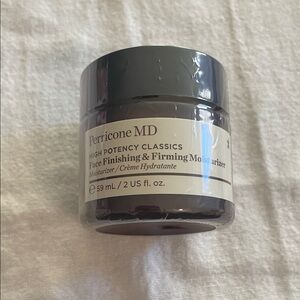 Perricone MD
HIGH POTENCY CLASSICS
Face Finishing & Firming Moisturizer
Moisturizer / Crème Hydratante
℮ 59 mL / 2 US fl. oz.